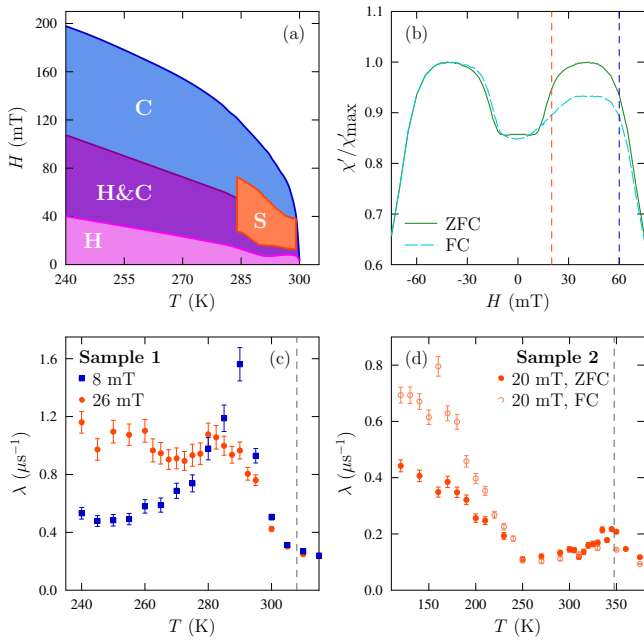 200
160
120
80
40
0
H (mT)
(a)
C
H&C
S
H
240
255
270
285
300
T (K)
1.0
0.9
0.8
0.7
0.6
χ′/χ′max
(b)
ZFC
FC
-60
-30
0
30
60
H (mT)
1.6
1.2
0.8
0.4
0.0
λ (μs⁻¹)
Sample 1
(c)
8 mT
26 mT
240
260
280
300
T (K)
0.8
0.6
0.4
0.2
0.0
λ (μs⁻¹)
(d)
Sample 2
20 mT, ZFC
20 mT, FC
150
200
250
300
350
T (K)